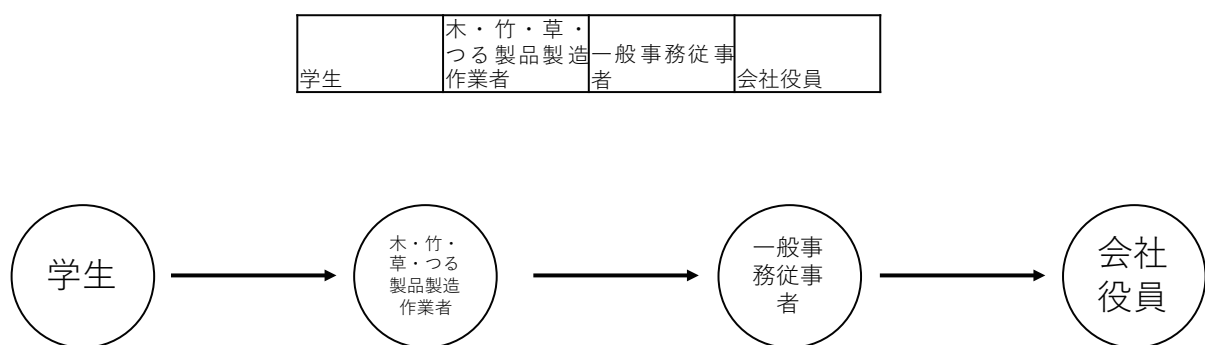 学生
木・竹・草・
つる製品製造
作業者
一般事務従事
者
会社役員
学生
木・竹・
草・つる
製品製造
作業者
一般事
務従事
者
会社
役員